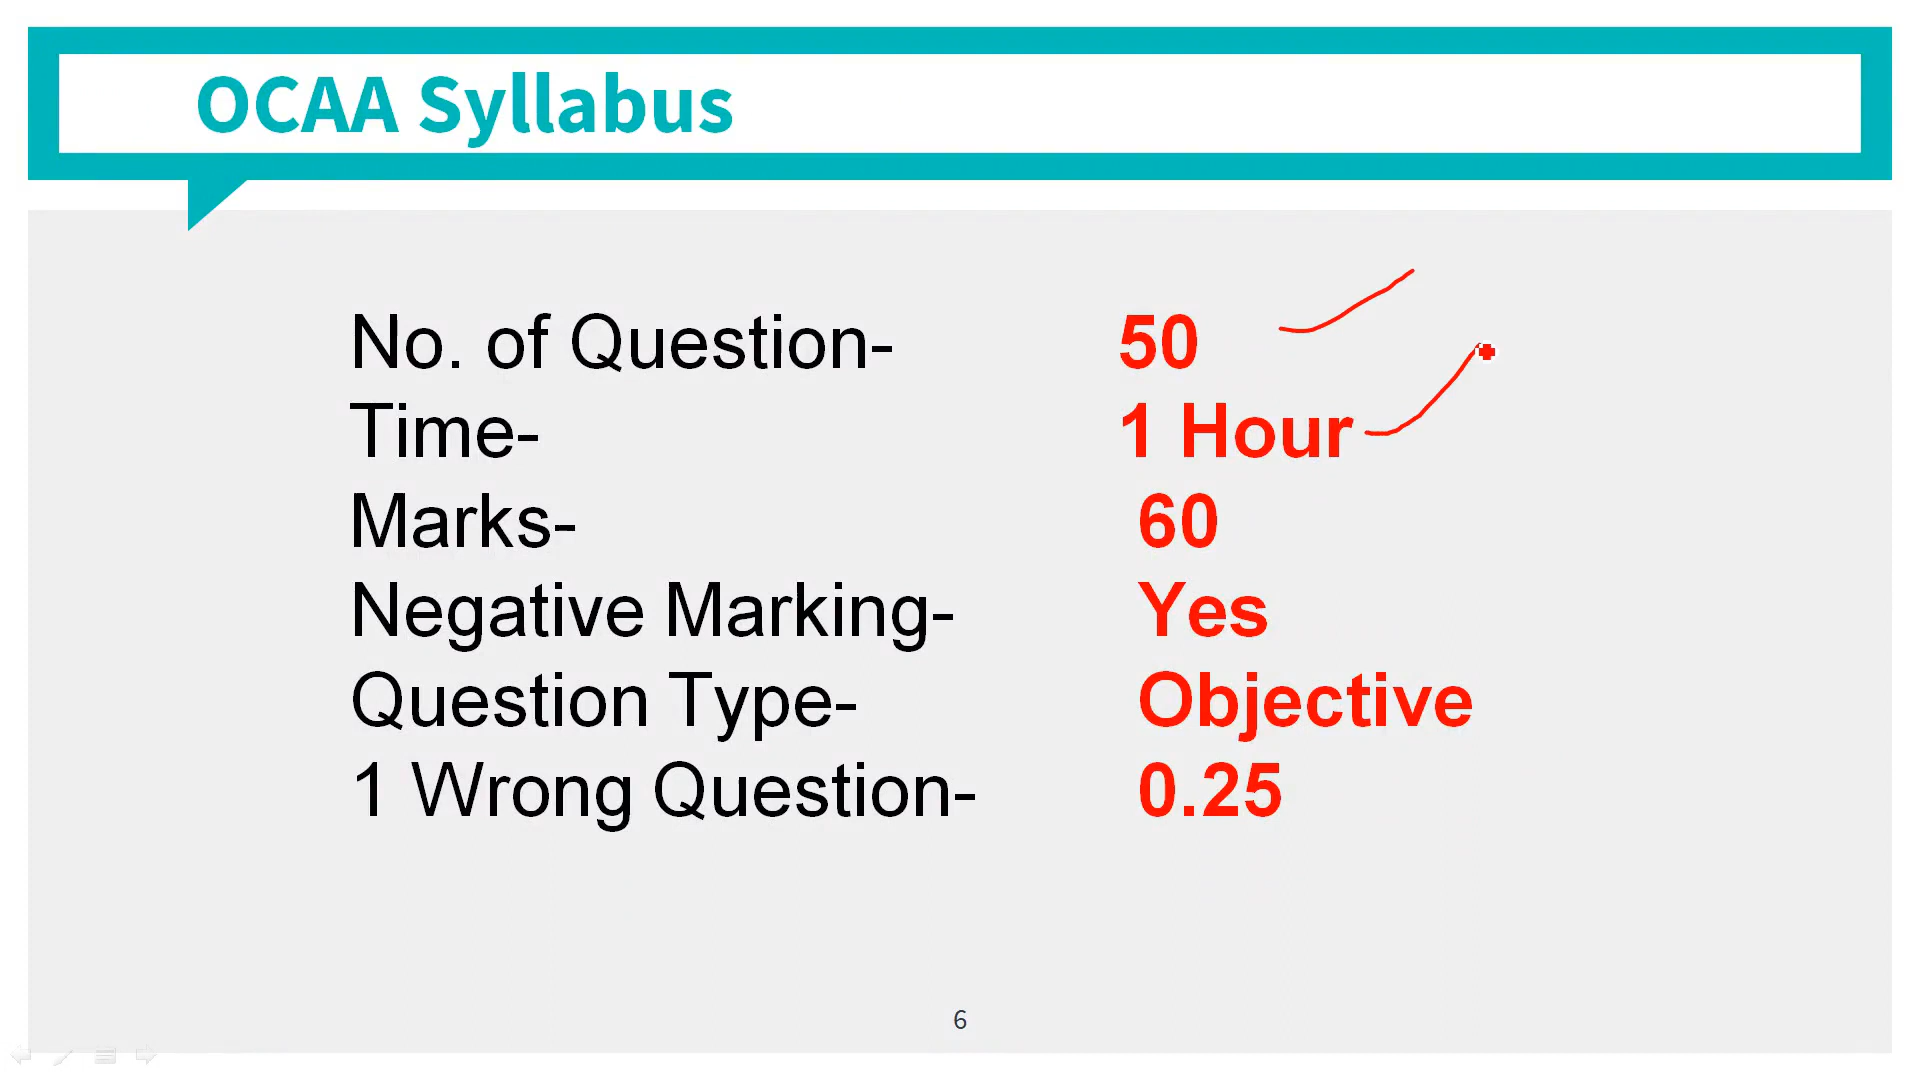 OCAA Syllabus
No. of Question- 50
Time- 1 Hour
Marks- 60
Negative Marking- Yes
Question Type- Objective
1 Wrong Question- 0.25
6